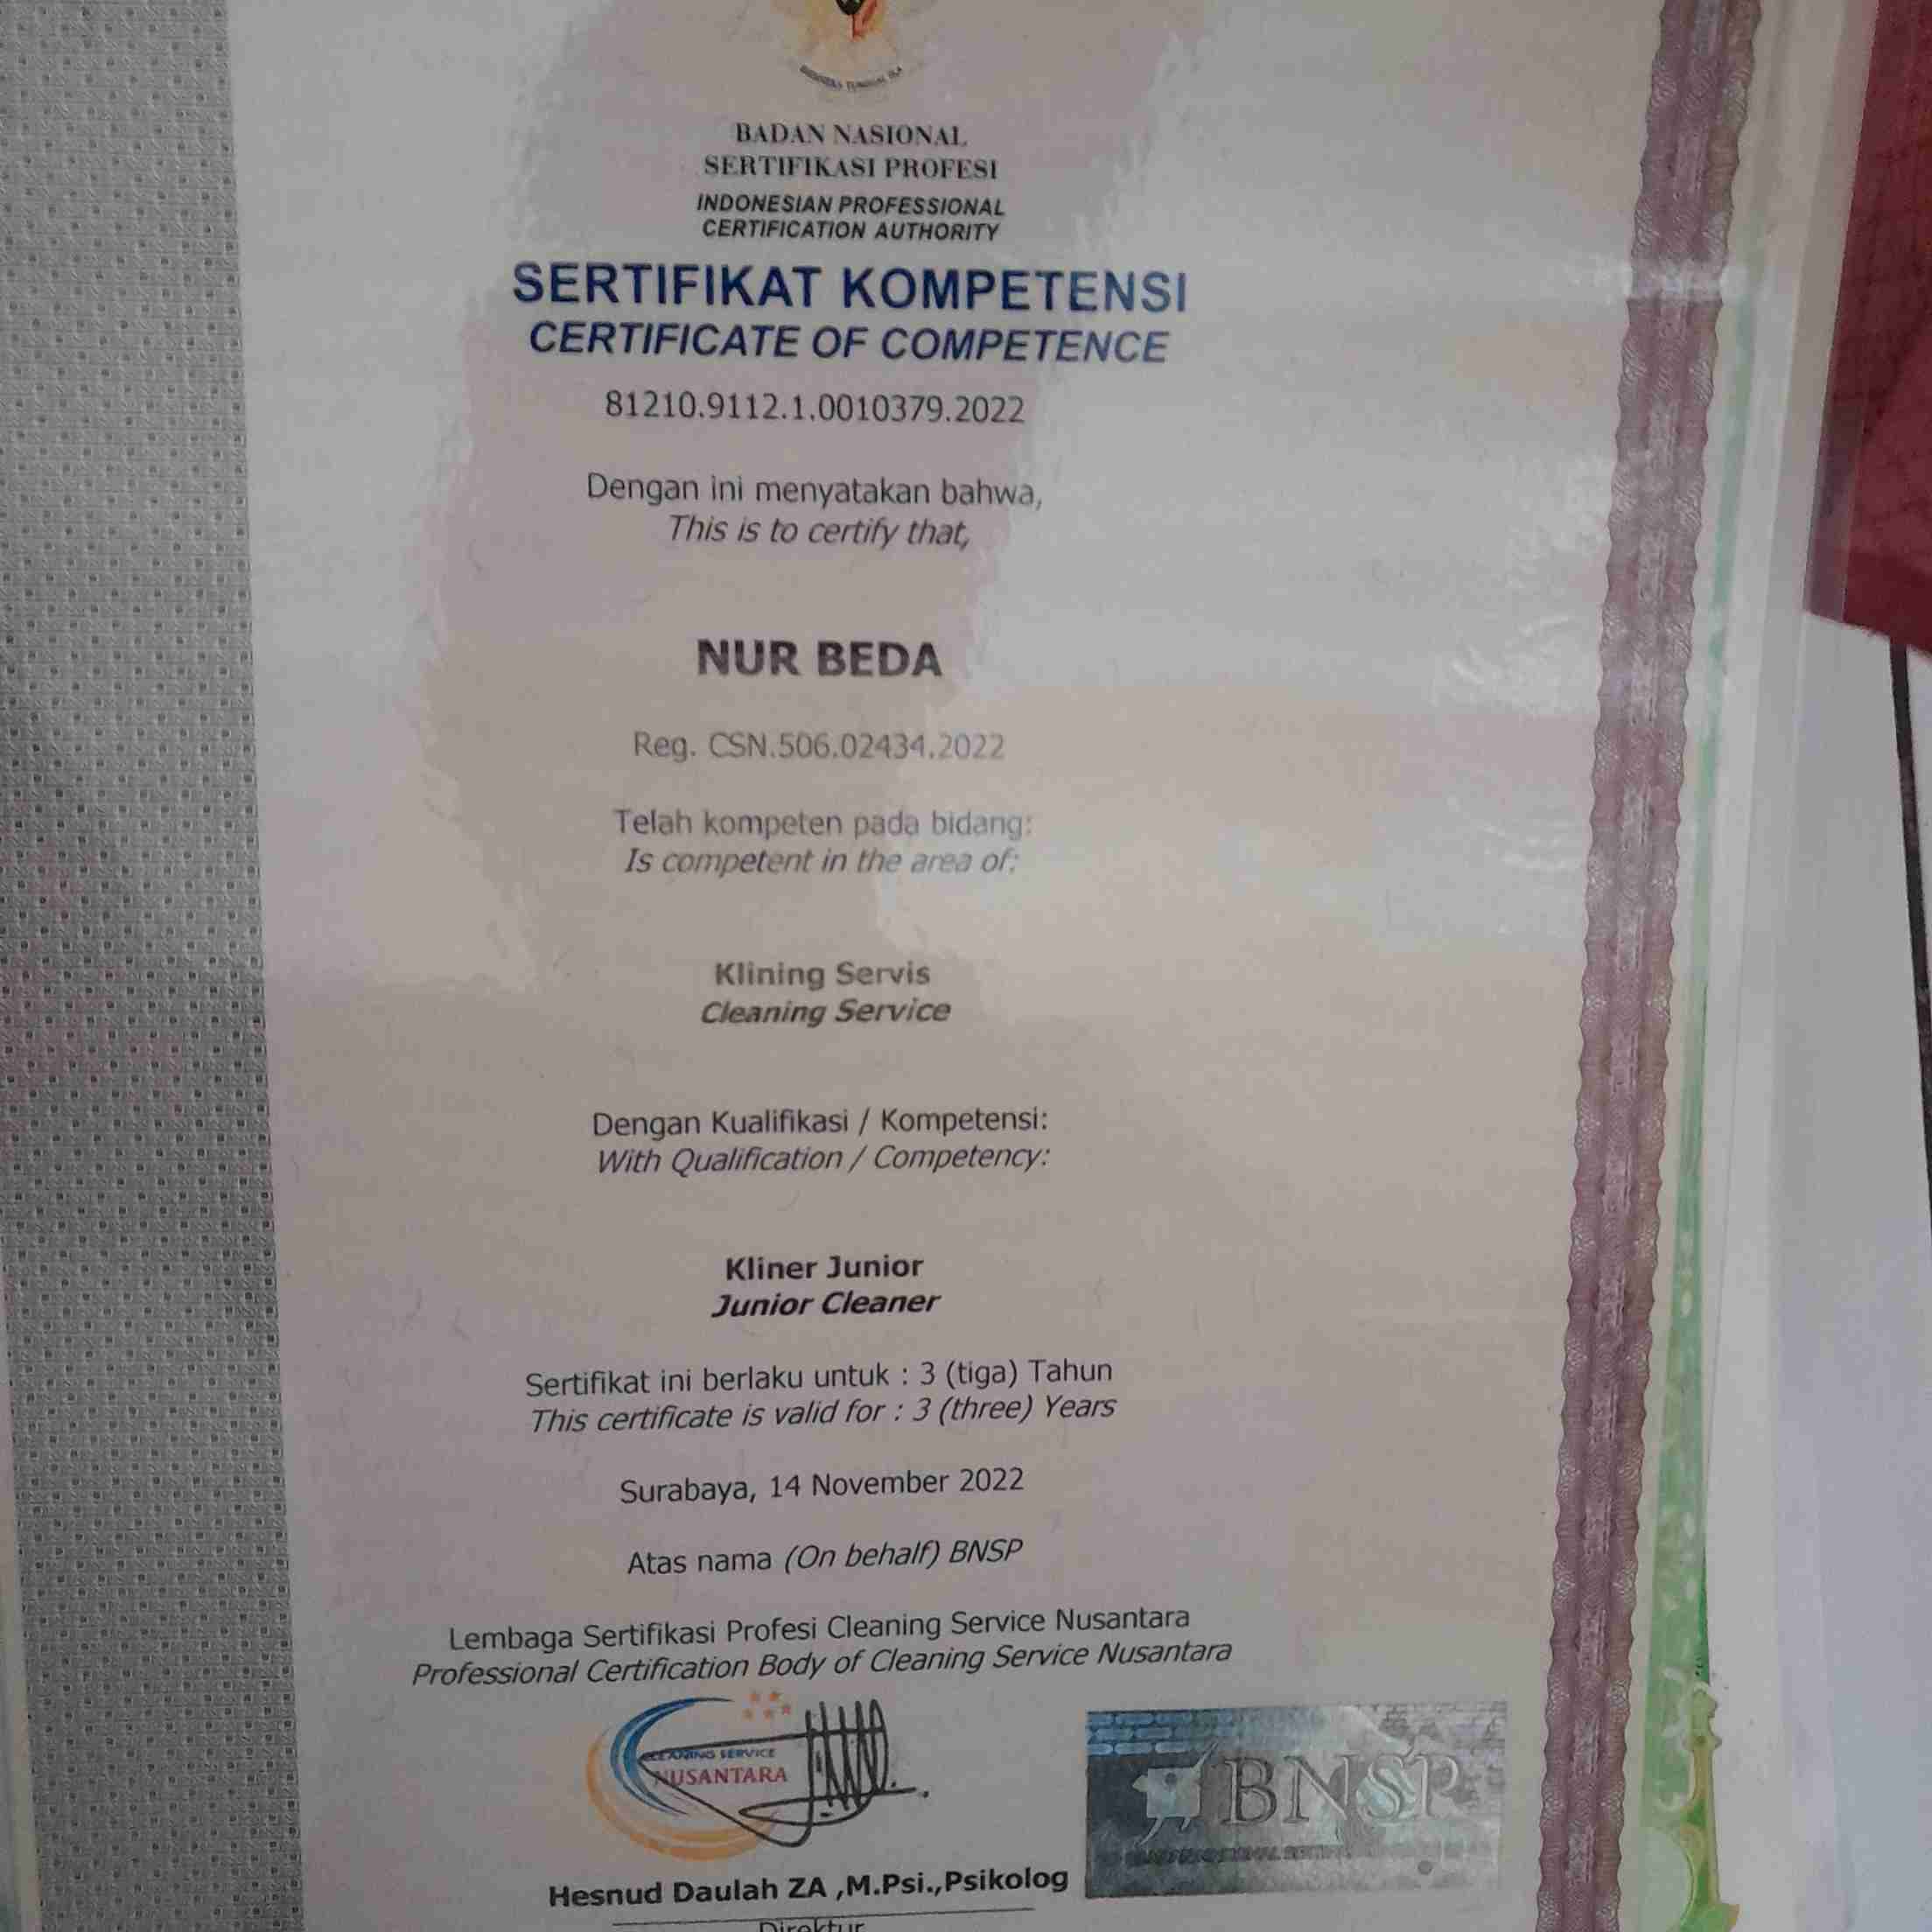 BHINNEKA TUNGGAL IKA
BADAN NASIONAL
SERTIFIKASI PROFESI
INDONESIAN PROFESSIONAL
CERTIFICATION AUTHORITY
SERTIFIKAT KOMPETENSI
CERTIFICATE OF COMPETENCE
81210.9112.1.0010379.2022
Dengan ini menyatakan bahwa,
This is to certify that,
NUR BEDA
Reg. CSN.506.02434.2022
Telah kompeten pada bidang:
Is competent in the area of:
Klining Servis
Cleaning Service
Dengan Kualifikasi / Kompetensi:
With Qualification / Competency:
Kliner Junior
Junior Cleaner
Sertifikat ini berlaku untuk : 3 (tiga) Tahun
This certificate is valid for : 3 (three) Years
Surabaya, 14 November 2022
Atas nama (On behalf) BNSP
Lembaga Sertifikasi Profesi Cleaning Service Nusantara
Professional Certification Body of Cleaning Service Nusantara
CLEANING SERVICE
NUSANTARA
BNSP
Hesnud Daulah ZA ,M.Psi.,Psikolog
Direktur